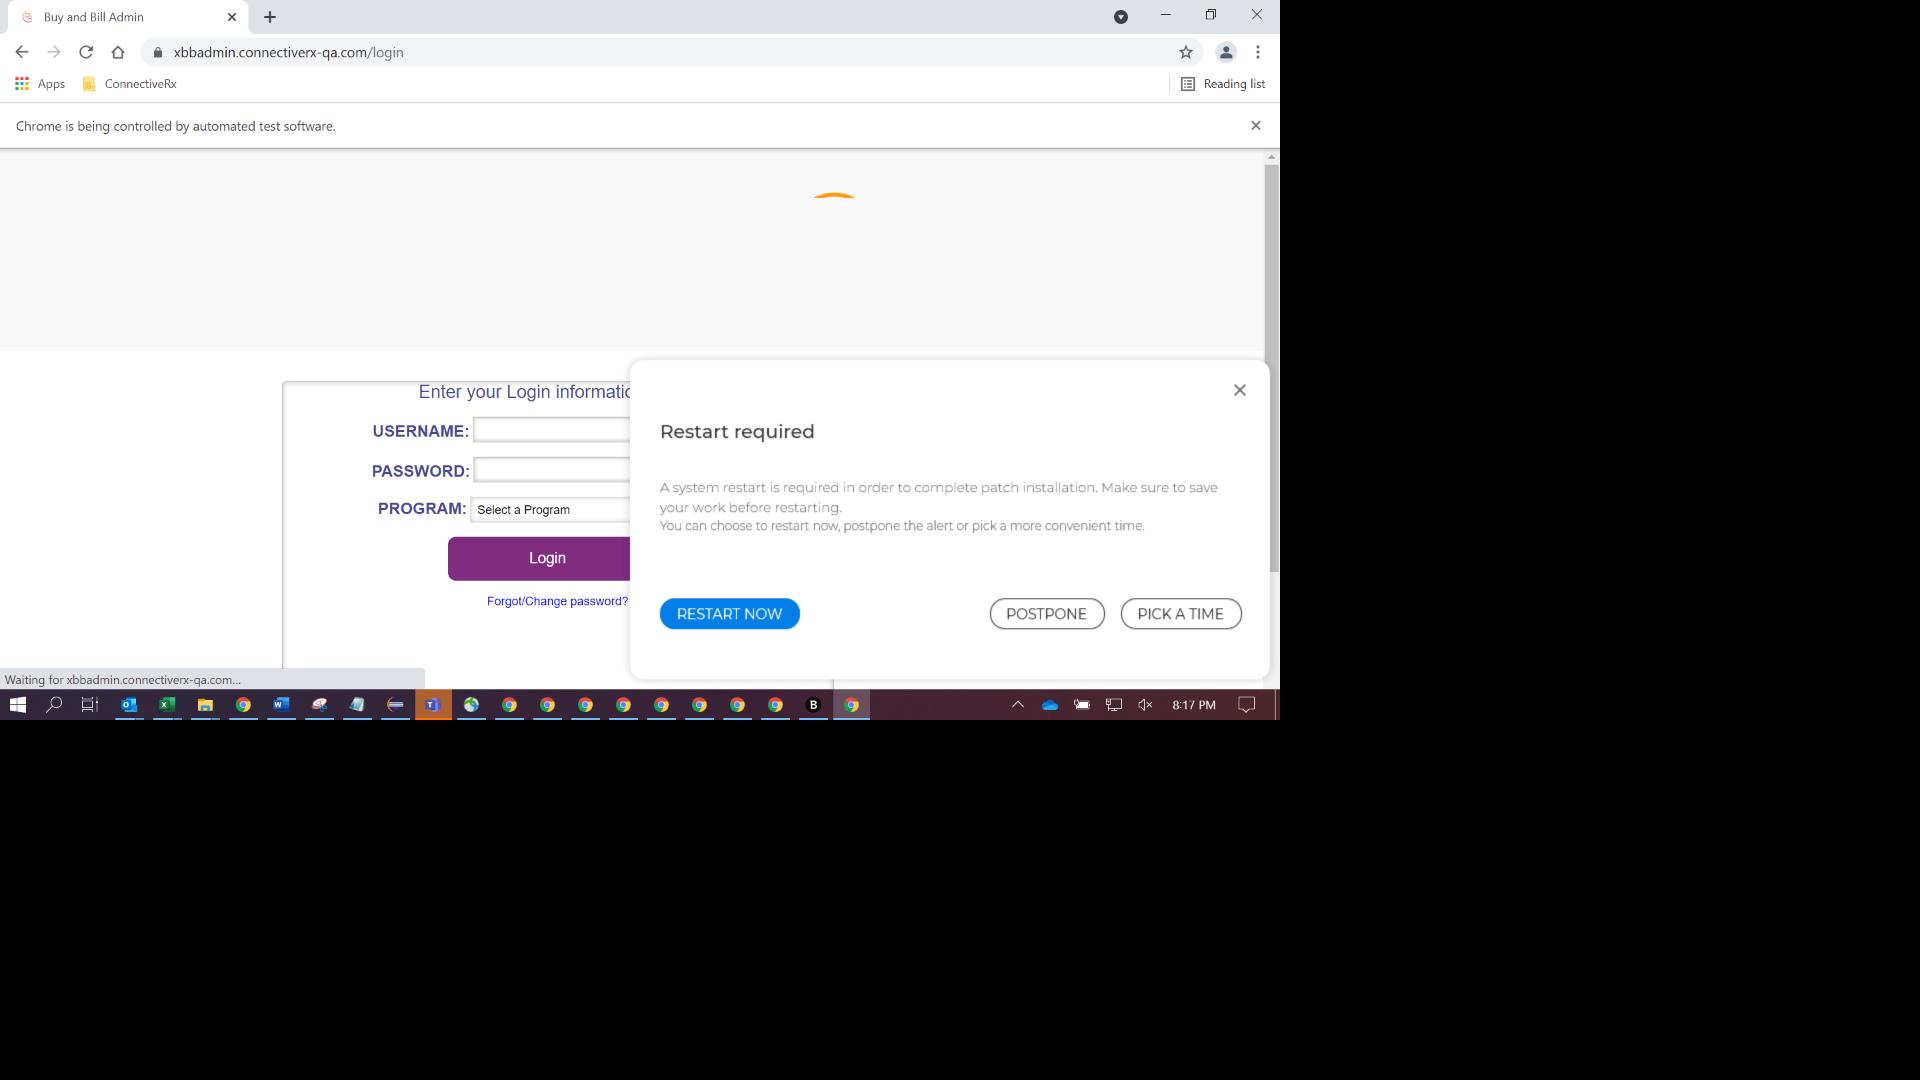 Buy and Bill Admin
xbbadmin.connectiverx-qa.com/login
Apps
ConnectiveRx
Reading list
Chrome is being controlled by automated test software.
Enter your Login informatio
USERNAME:
PASSWORD:
PROGRAM:
Select a Program
Login
Forgot/Change password?
Restart required
A system restart is required in order to complete patch installation. Make sure to save
your work before restarting.
You can choose to restart now, postpone the alert or pick a more convenient time.
RESTART NOW
POSTPONE
PICK A TIME
Waiting for xbbadmin.connectiverx-qa.com...
8:17 PM